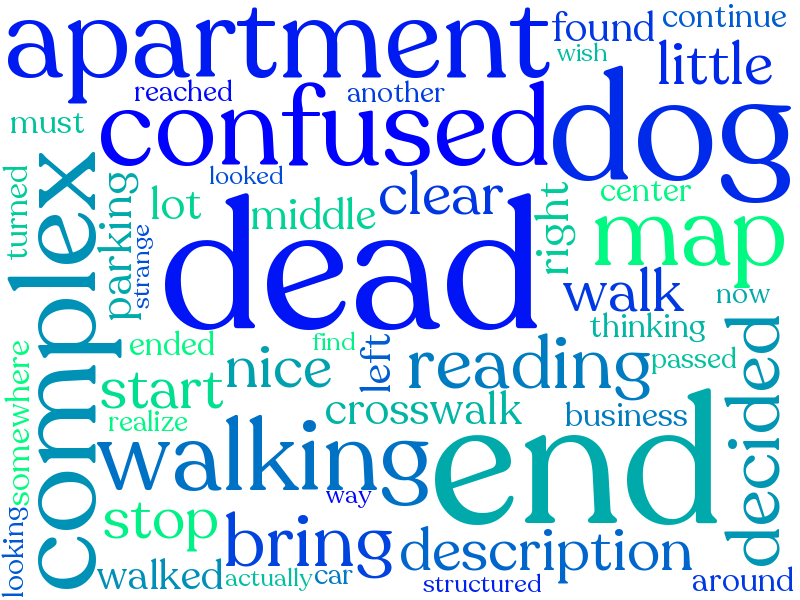 apartment
found
continue
wish
little
reached
another
must
confused
dog
looked
complex
turned
parking
strange
lot
middle
clear
right
center
map
dead
walk
now
thinking
passed
ended
find
left
nice
reading
start
somewhere
realize
crosswalk
business
decided
walking
end
way
stop
bring
description
looking
walked
actually
car
structured
around